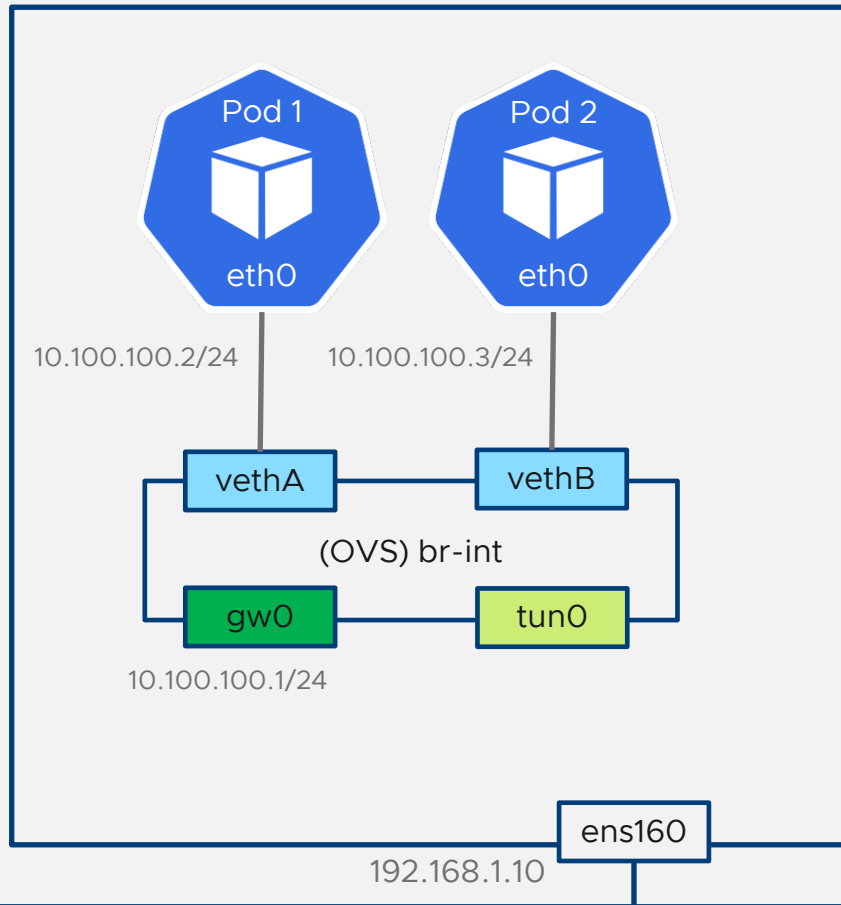 Pod 1
Pod 2
eth0
eth0
10.100.100.2/24
10.100.100.3/24
vethA
vethB
(OVS) br-int
gw0
tun0
10.100.100.1/24
ens160
192.168.1.10